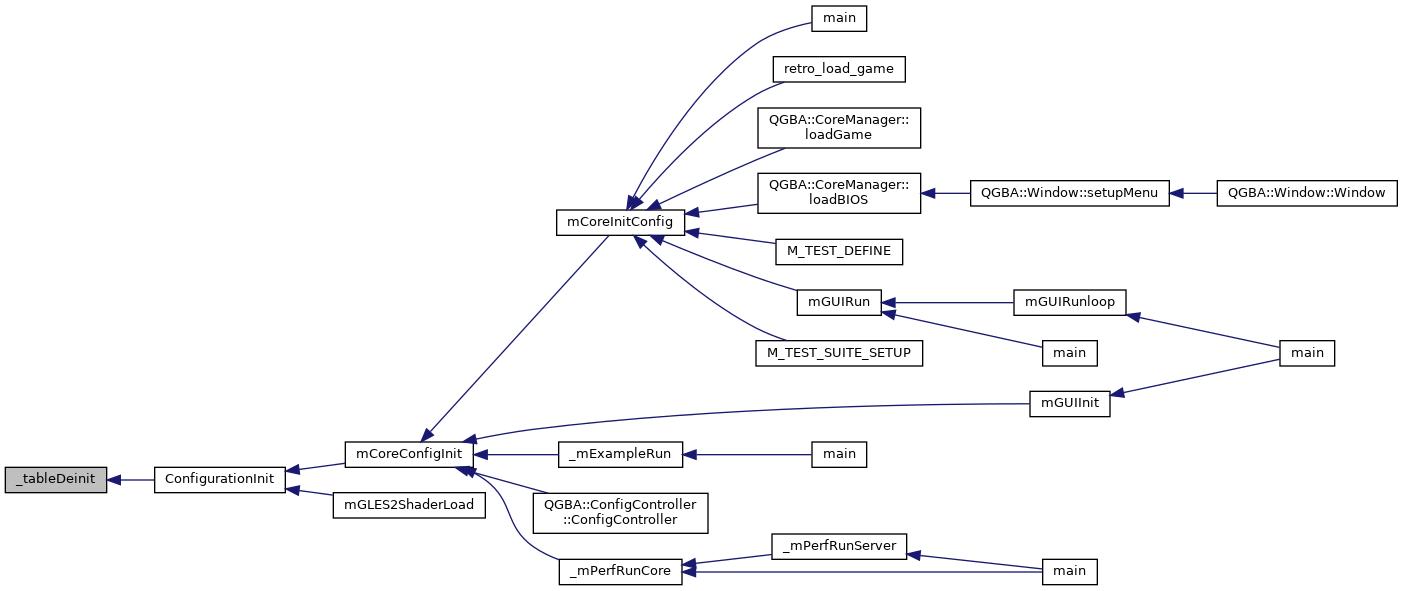 main
retro_load_game
QGBA::CoreManager::
loadGame
QGBA::CoreManager::
loadBIOS
QGBA::Window::setupMenu
QGBA::Window::Window
mCoreInitConfig
M_TEST_DEFINE
mGUIRun
mGUIRunloop
M_TEST_SUITE_SETUP
main
main
mGUIInit
mCoreConfigInit
_mExampleRun
main
_tableDeinit
ConfigurationInit
mGLES2ShaderLoad
QGBA::ConfigController
::ConfigController
_mPerfRunServer
_mPerfRunCore
main